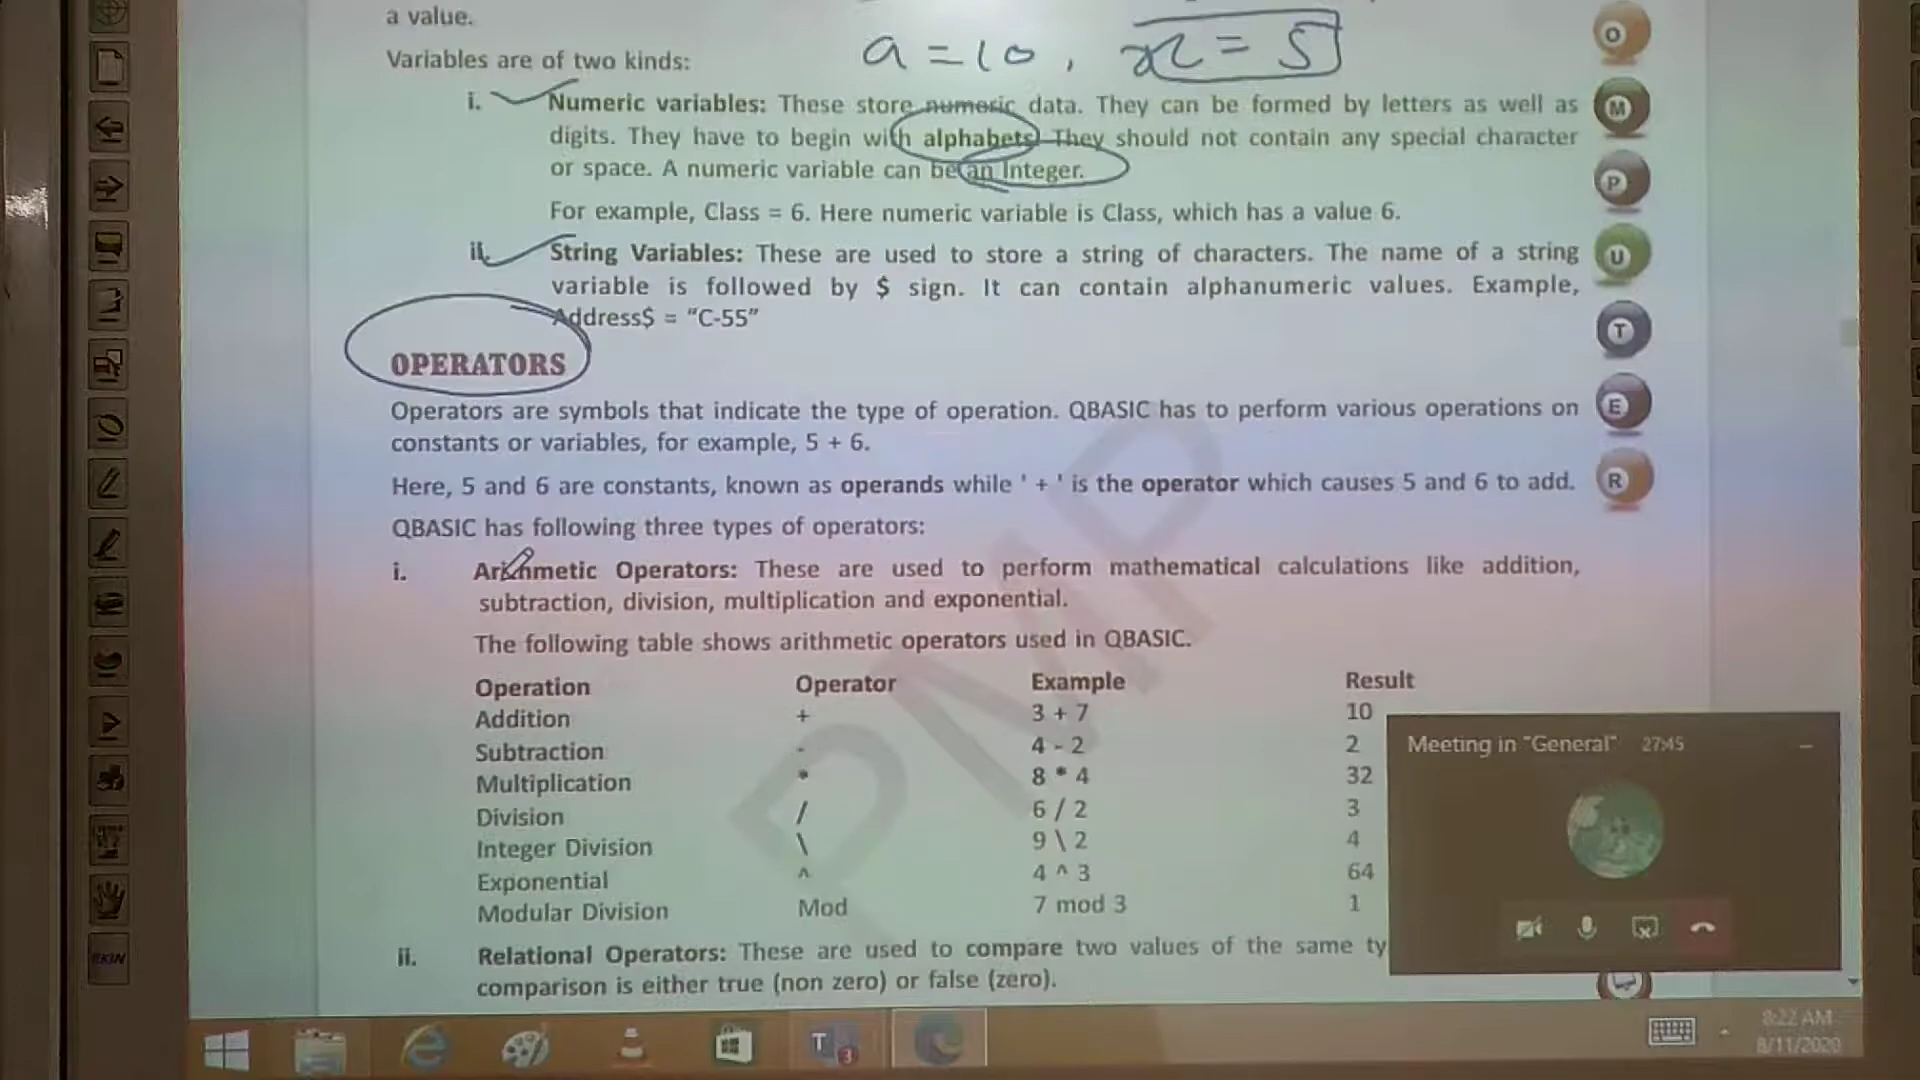 a value.
a = 10 , x = 5
Variables are of two kinds:
i. Numeric variables: These store numeric data. They can be formed by letters as well as
digits. They have to begin with alphabets. They should not contain any special character
or space. A numeric variable can be an Integer.
For example, Class = 6. Here numeric variable is Class, which has a value 6.
ii. String Variables: These are used to store a string of characters. The name of a string
variable is followed by $ sign. It can contain alphanumeric values. Example,
Address$ = "C-55"
OPERATORS
Operators are symbols that indicate the type of operation. QBASIC has to perform various operations on
constants or variables, for example, 5 + 6.
Here, 5 and 6 are constants, known as operands while ' + ' is the operator which causes 5 and 6 to add.
QBASIC has following three types of operators:
i. Arithmetic Operators: These are used to perform mathematical calculations like addition,
subtraction, division, multiplication and exponential.
The following table shows arithmetic operators used in QBASIC.
Operation Operator Example Result
Addition + 3 + 7 10
Subtraction - 4 - 2 2
Multiplication * 8 * 4 32
Division / 6 / 2 3
Integer Division \ 9 \ 2 4
Exponential ^ 4 ^ 3 64
Modular Division Mod 7 mod 3 1
ii. Relational Operators: These are used to compare two values of the same ty
comparison is either true (non zero) or false (zero).
O
M
P
U
T
E
R
PMP
Meeting in "General" 27:45
SKIN
T 3
8:22 AM
8/11/2020